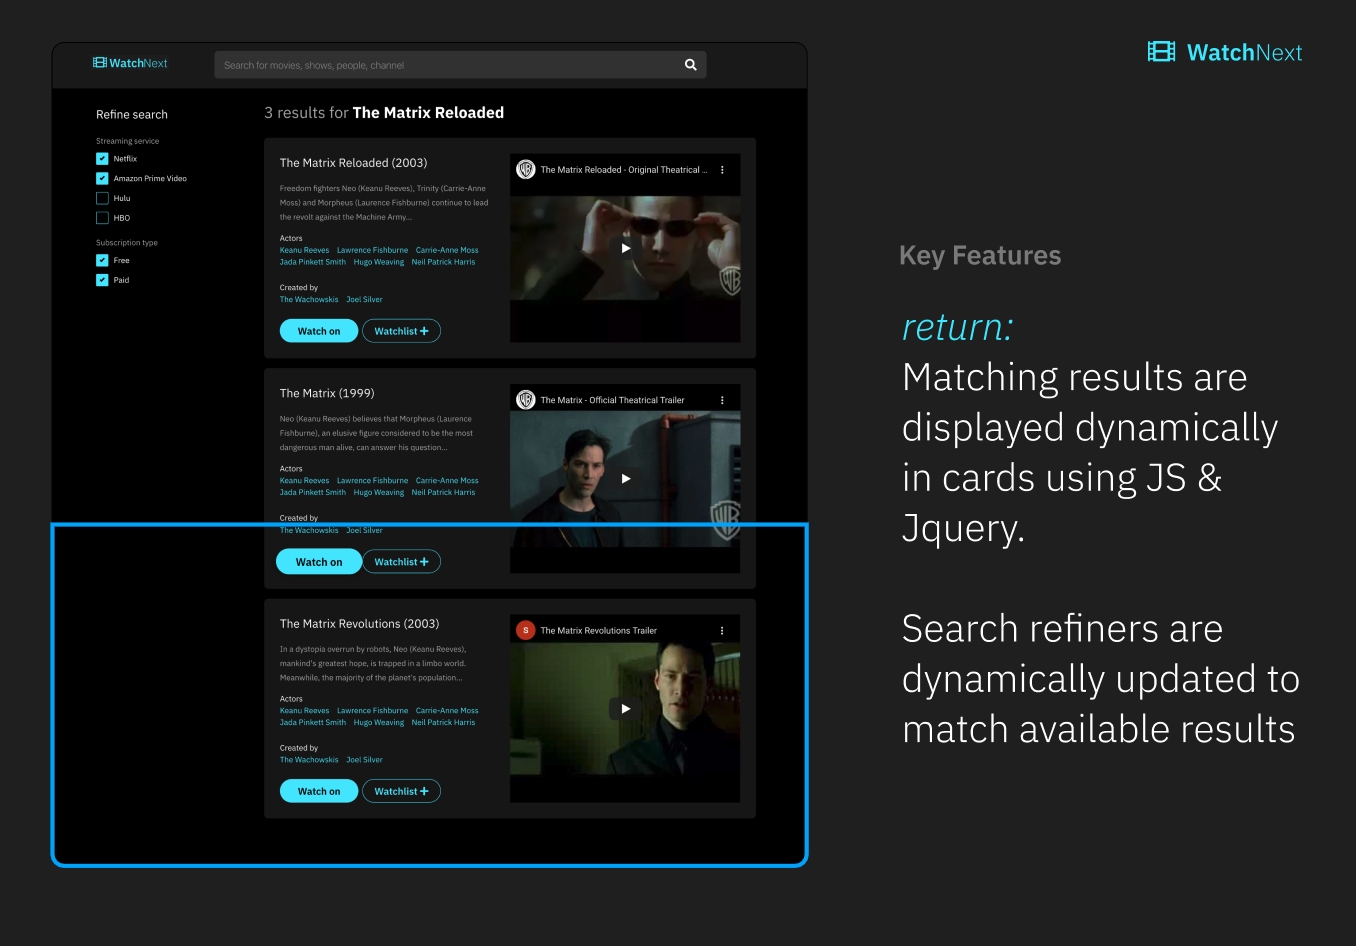 WatchNext
Search for movies, shows, people, channel
WatchNext
Refine search
Streaming service
Netflix
Amazon Prime Video
Hulu
HBO
Subscription type
Free
Paid
3 results for The Matrix Reloaded
The Matrix Reloaded (2003)
Freedom fighters Neo (Keanu Reeves), Trinity (Carrie-Anne
Moss) and Morpheus (Laurence Fishburne) continue to lead
the revolt against the Machine Army...
Actors
Keanu Reeves Lawrence Fishburne Carrie-Anne Moss
Jada Pinkett Smith Hugo Weaving Neil Patrick Harris
Created by
The Wachowskis Joel Silver
Watch on
Watchlist +
The Matrix Reloaded - Original Theatrical ...
The Matrix (1999)
Neo (Keanu Reeves) believes that Morpheus (Laurence
Fishburne), an elusive figure considered to be the most
dangerous man alive, can answer his question...
Actors
Keanu Reeves Lawrence Fishburne Carrie-Anne Moss
Jada Pinkett Smith Hugo Weaving Neil Patrick Harris
Created by
The Wachowskis Joel Silver
Watch on
Watchlist +
The Matrix - Official Theatrical Trailer
The Matrix Revolutions (2003)
In a dystopia overrun by robots, Neo (Keanu Reeves),
mankind's greatest hope, is trapped in a limbo world.
Meanwhile, the majority of the planet's population...
Actors
Keanu Reeves Lawrence Fishburne Carrie-Anne Moss
Jada Pinkett Smith Hugo Weaving Neil Patrick Harris
Created by
The Wachowskis Joel Silver
Watch on
Watchlist +
S
The Matrix Revolutions Trailer
Key Features
return:
Matching results are
displayed dynamically
in cards using JS &
Jquery.
Search refiners are
dynamically updated to
match available results